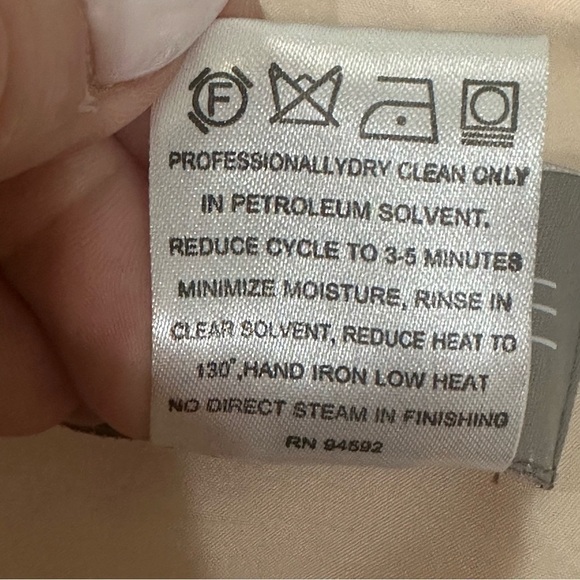 F
PROFESSIONALLYDRY CLEAN ONLY
IN PETROLEUM SOLVENT.
REDUCE CYCLE TO 3-5 MINUTES
MINIMIZE MOISTURE, RINSE IN
CLEAR SOLVENT, REDUCE HEAT TO
130°,HAND IRON LOW HEAT
NO DIRECT STEAM IN FINISHING
RN 94592